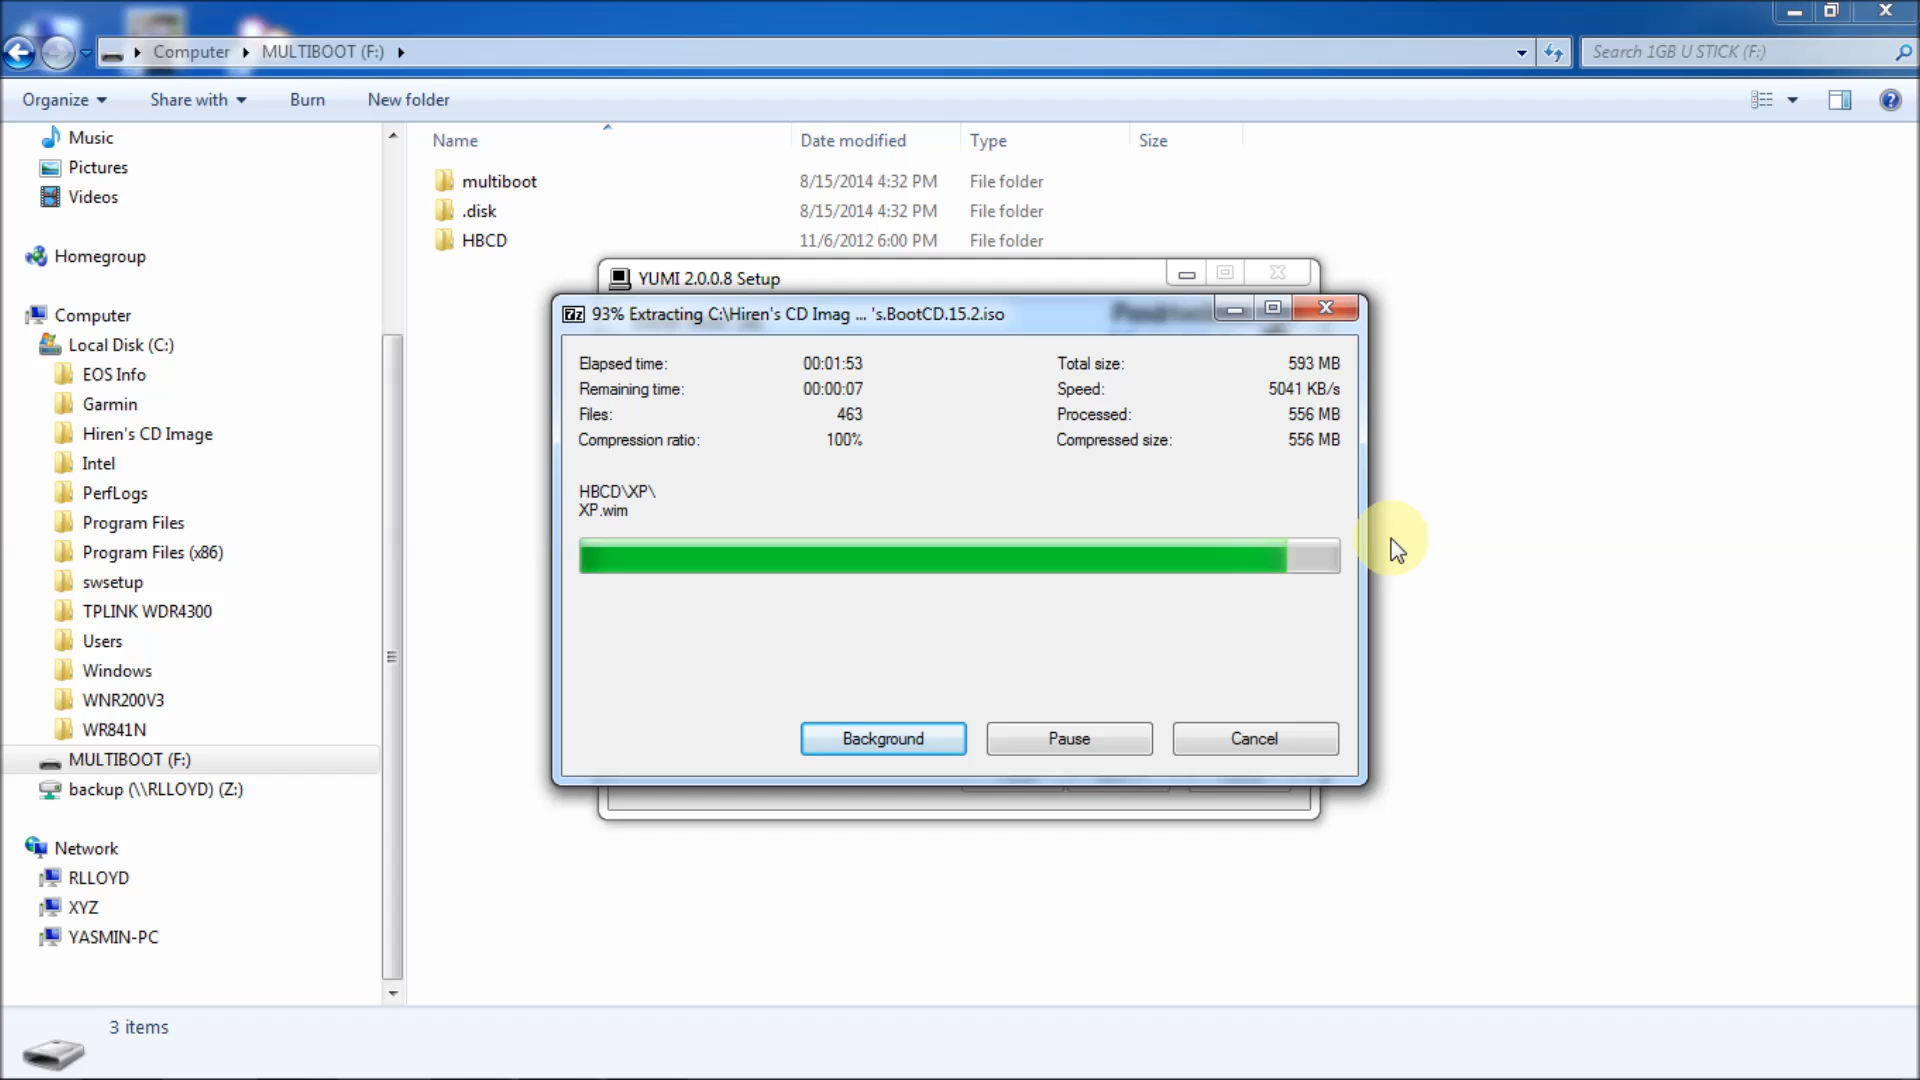 Computer MULTIBOOT (F:)
Search 1GB U STICK (F:)
Organize Share with Burn New folder
Music
Pictures
Videos
Homegroup
Computer
Local Disk (C:)
EOS Info
Garmin
Hiren's CD Image
Intel
PerfLogs
Program Files
Program Files (x86)
swsetup
TPLINK WDR4300
Users
Windows
WNR200V3
WR841N
MULTIBOOT (F:)
backup (\\RLLOYD) (Z:)
Network
RLLOYD
XYZ
YASMIN-PC
Name Date modified Type Size
multiboot 8/15/2014 4:32 PM File folder
.disk 8/15/2014 4:32 PM File folder
HBCD 11/6/2012 6:00 PM File folder
YUMI 2.0.0.8 Setup
7z 93% Extracting C:\Hiren's CD Imag ... 's.BootCD.15.2.iso
Elapsed time: 00:01:53 Total size: 593 MB
Remaining time: 00:00:07 Speed: 5041 KB/s
Files: 463 Processed: 556 MB
Compression ratio: 100% Compressed size: 556 MB
HBCD\XP\
XP.wim
Background Pause Cancel
3 items